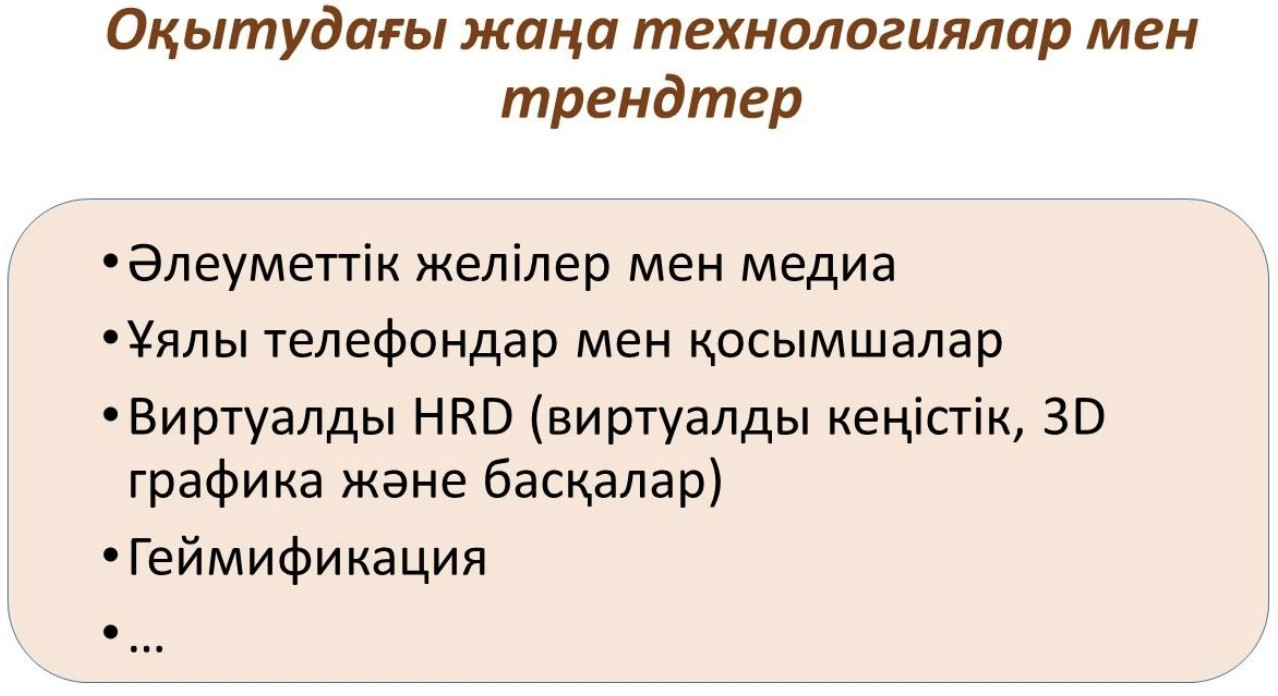 Оқытудағы жаңа технологиялар мен
трендтер
•Әлеуметтік желілер мен медиа
•Ұялы телефондар мен қосымшалар
•Виртуалды HRD (виртуалды кеңістік, 3D
графика және басқалар)
•Геймификация
•...